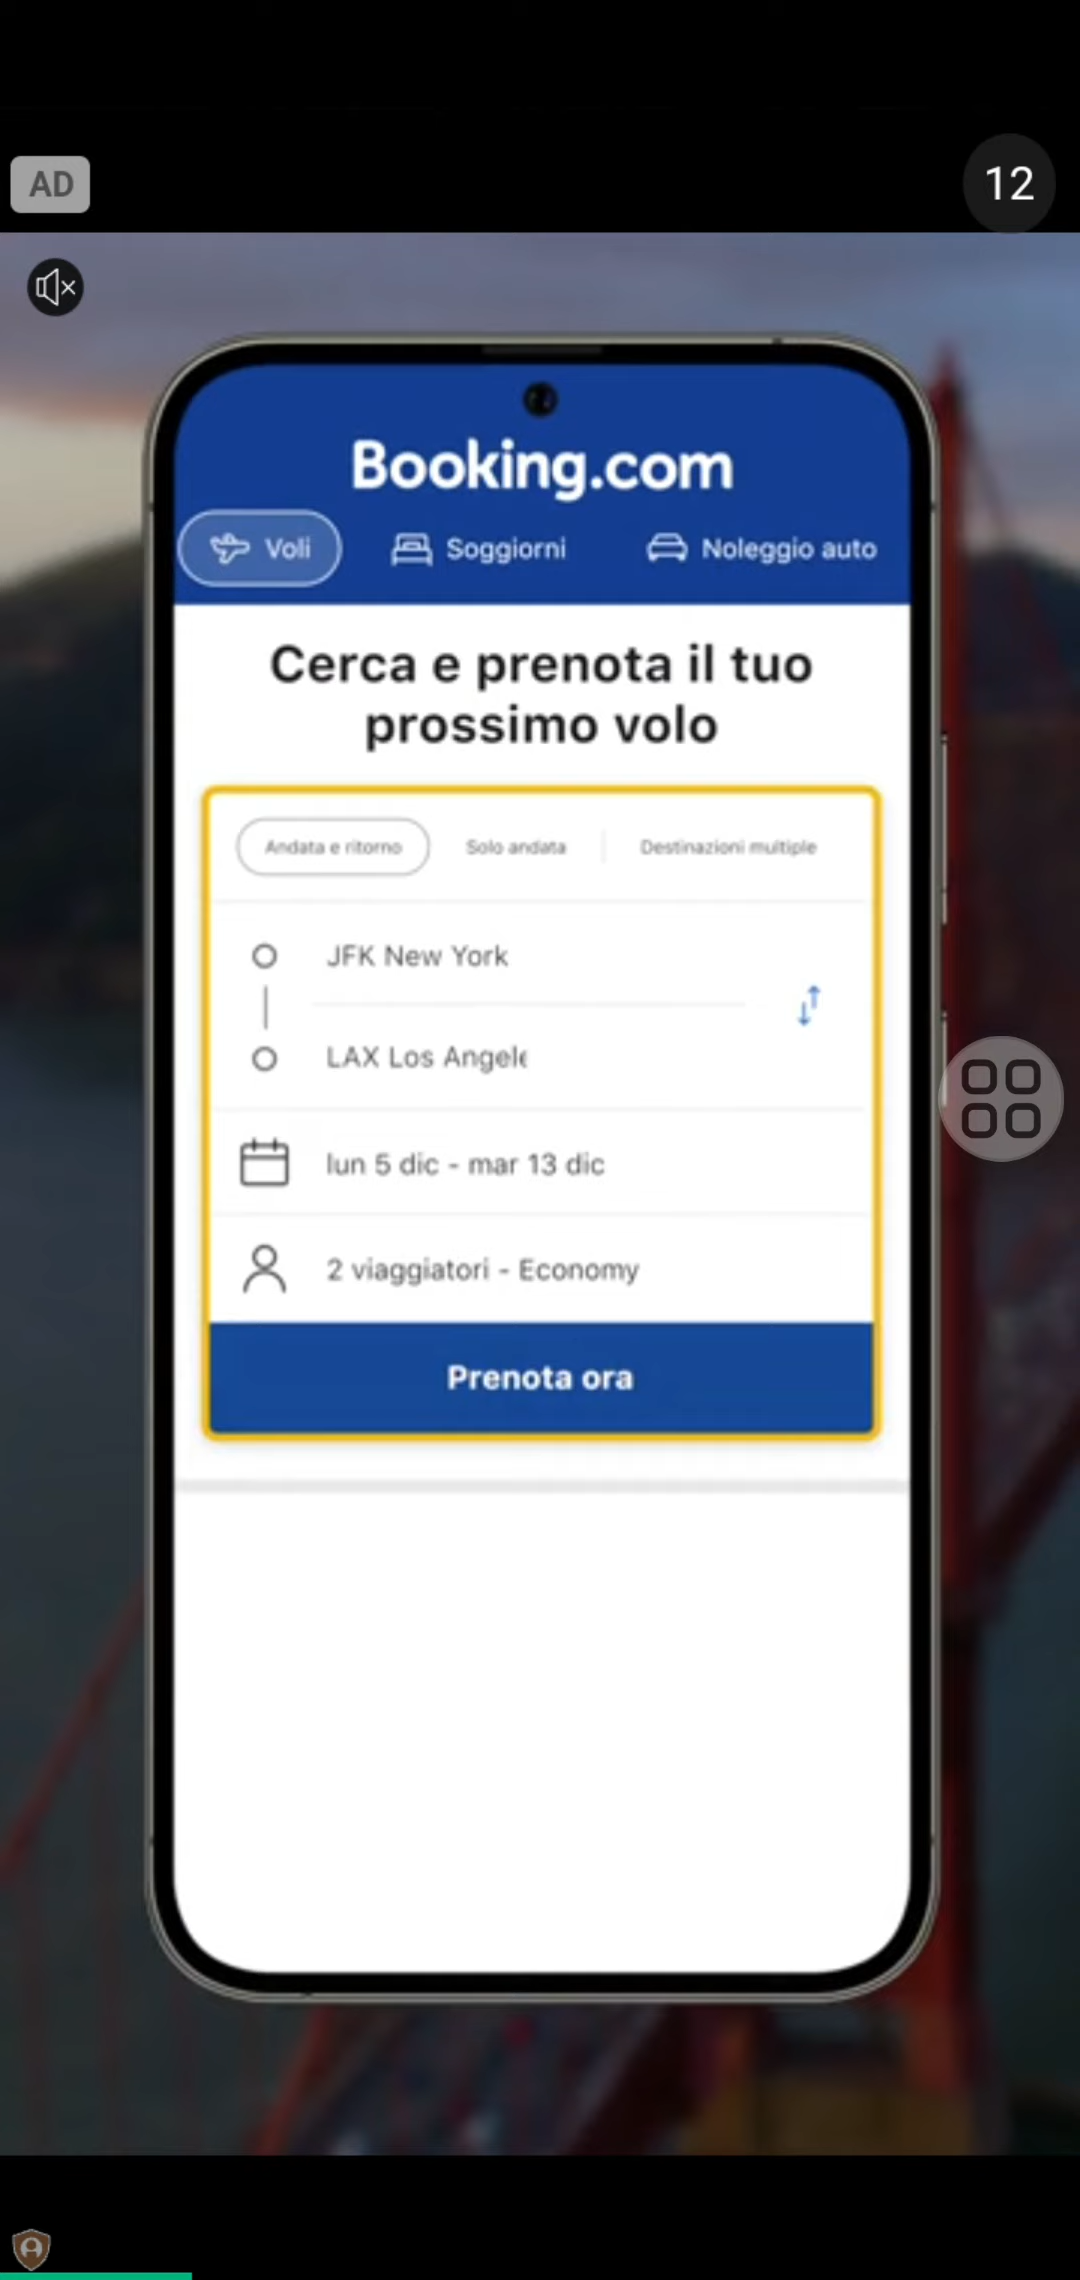 AD
12
Booking.com
Voli Soggiorni Noleggio auto
Cerca e prenota il tuo
prossimo volo
Andata e ritorno Solo andata Destinazioni multiple
JFK New York
LAX Los Angele
lun 5 dic - mar 13 dic
2 viaggiatori - Economy
Prenota ora